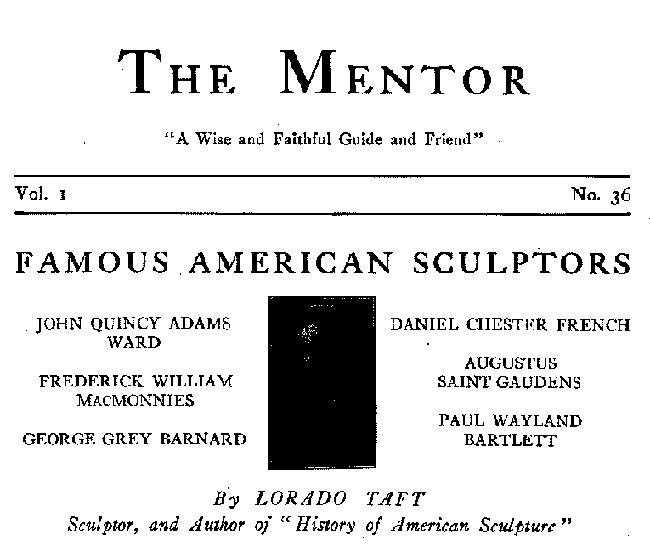 THE MENTOR
"A Wise and Faithful Guide and Friend"
Vol. 1 No. 36
FAMOUS AMERICAN SCULPTORS
JOHN QUINCY ADAMS
WARD
FREDERICK WILLIAM
MACMONNIES
GEORGE GREY BARNARD
DANIEL CHESTER FRENCH
AUGUSTUS
SAINT GAUDENS
PAUL WAYLAND
BARTLETT
By LORADO TAFT
Sculptor, and Author of "History of American Sculpture"